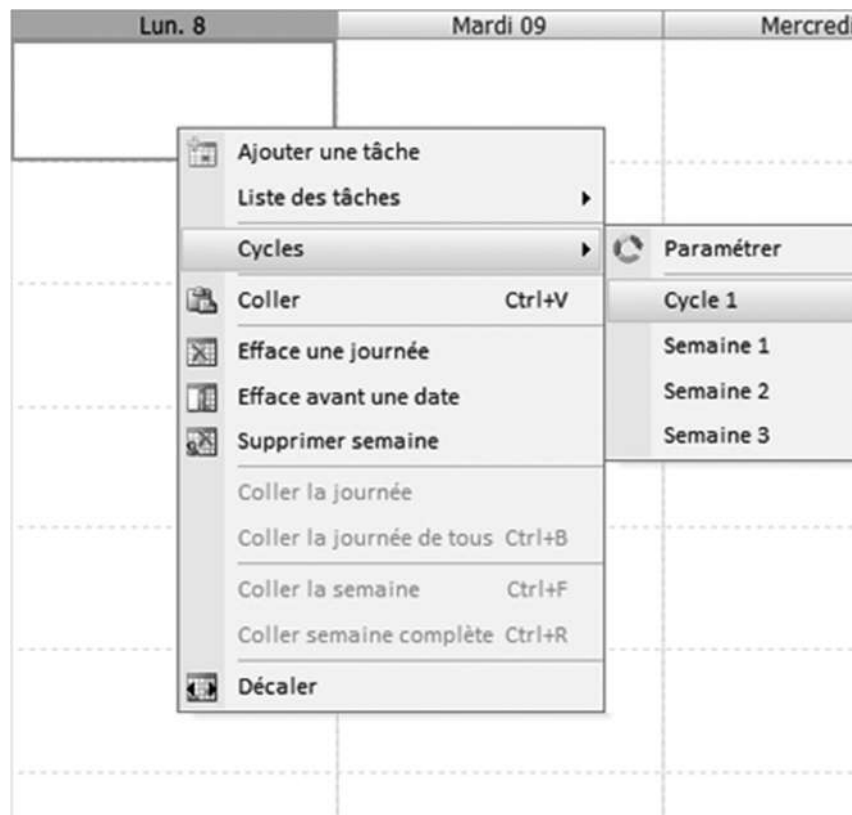 Lun. 8
Mardi 09
Mercredi
Ajouter une tâche
Liste des tâches
Cycles
Coller Ctrl+V
Efface une journée
Efface avant une date
Supprimer semaine
Coller la journée
Coller la journée de tous Ctrl+B
Coller la semaine Ctrl+F
Coller semaine complète Ctrl+R
Décaler
Paramétrer
Cycle 1
Semaine 1
Semaine 2
Semaine 3